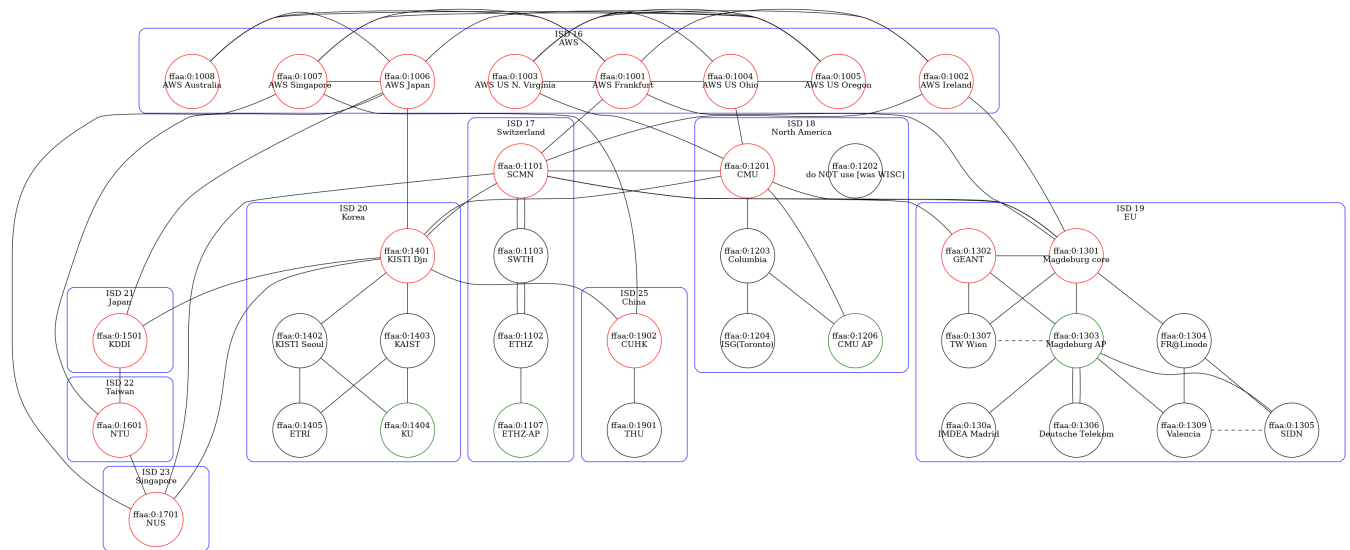 ISD 16
AWS
ffaa:0:1008
AWS Australia
ffaa:0:1007
AWS Singapore
ffaa:0:1006
AWS Japan
ffaa:0:1003
AWS US N. Virginia
ffaa:0:1001
AWS Frankfurt
ffaa:0:1004
AWS US Ohio
ffaa:0:1005
AWS US Oregon
ffaa:0:1002
AWS Ireland
ISD 17
Switzerland
ffaa:0:1101
SCMN
ffaa:0:1103
SWTH
ffaa:0:1102
ETHZ
ffaa:0:1107
ETHZ-AP
ISD 18
North America
ffaa:0:1201
CMU
ffaa:0:1202
do NOT use [was WISC]
ffaa:0:1203
Columbia
ffaa:0:1204
ISG(Toronto)
ffaa:0:1206
CMU AP
ISD 19
EU
ffaa:0:1302
GEANT
ffaa:0:1301
Magdeburg core
ffaa:0:1307
TW Wien
ffaa:0:1303
Magdeburg AP
ffaa:0:1304
FR@Linode
ffaa:0:130a
IMDEA Madrid
ffaa:0:1306
Deutsche Telekom
ffaa:0:1309
Valencia
ffaa:0:1305
SIDN
ISD 20
Korea
ffaa:0:1401
KISTI Djn
ffaa:0:1402
KISTI Seoul
ffaa:0:1403
KAIST
ffaa:0:1405
ETRI
ffaa:0:1404
KU
ISD 21
Japan
ffaa:0:1501
KDDI
ISD 22
Taiwan
ffaa:0:1601
NTU
ISD 23
Singapore
ffaa:0:1701
NUS
ISD 25
China
ffaa:0:1902
CUHK
ffaa:0:1901
THU